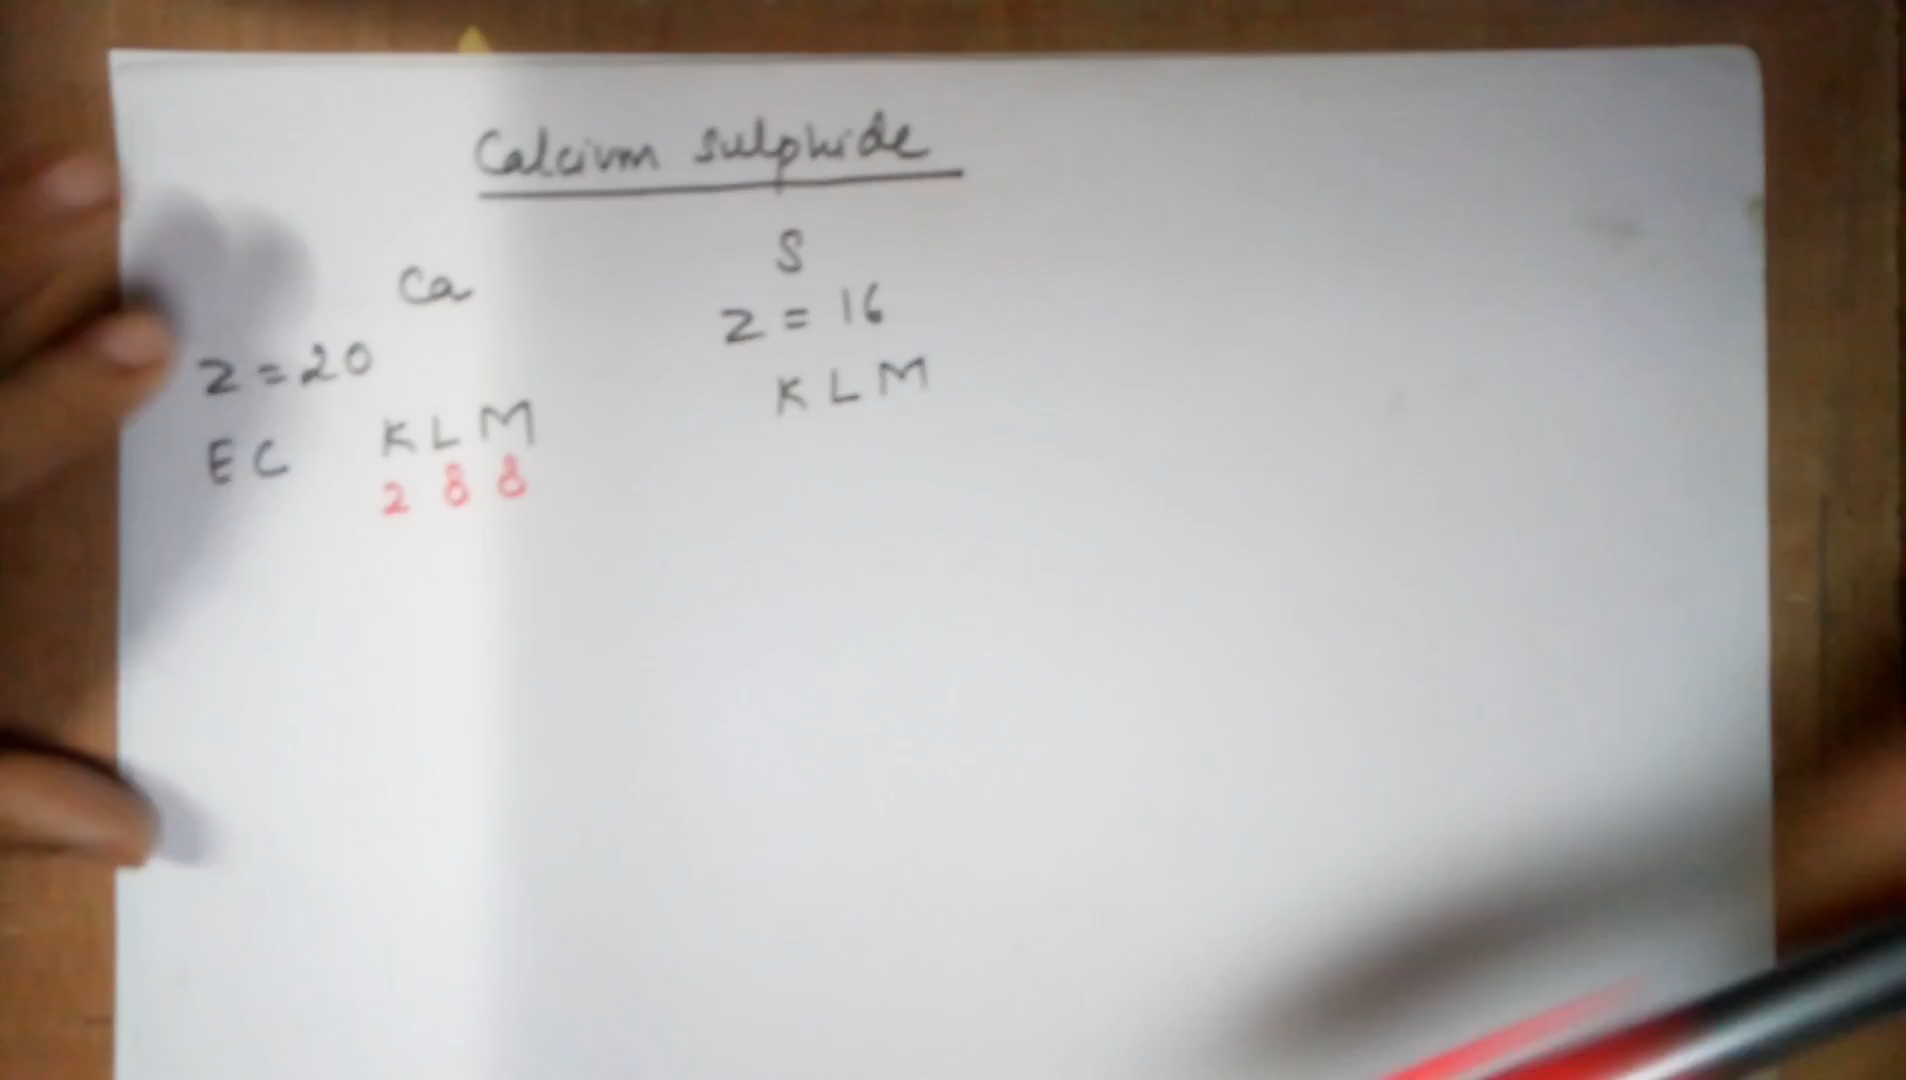 Calcium sulphide
Ca S
Z = 20 Z = 16
EC K L M K L M
2 8 8